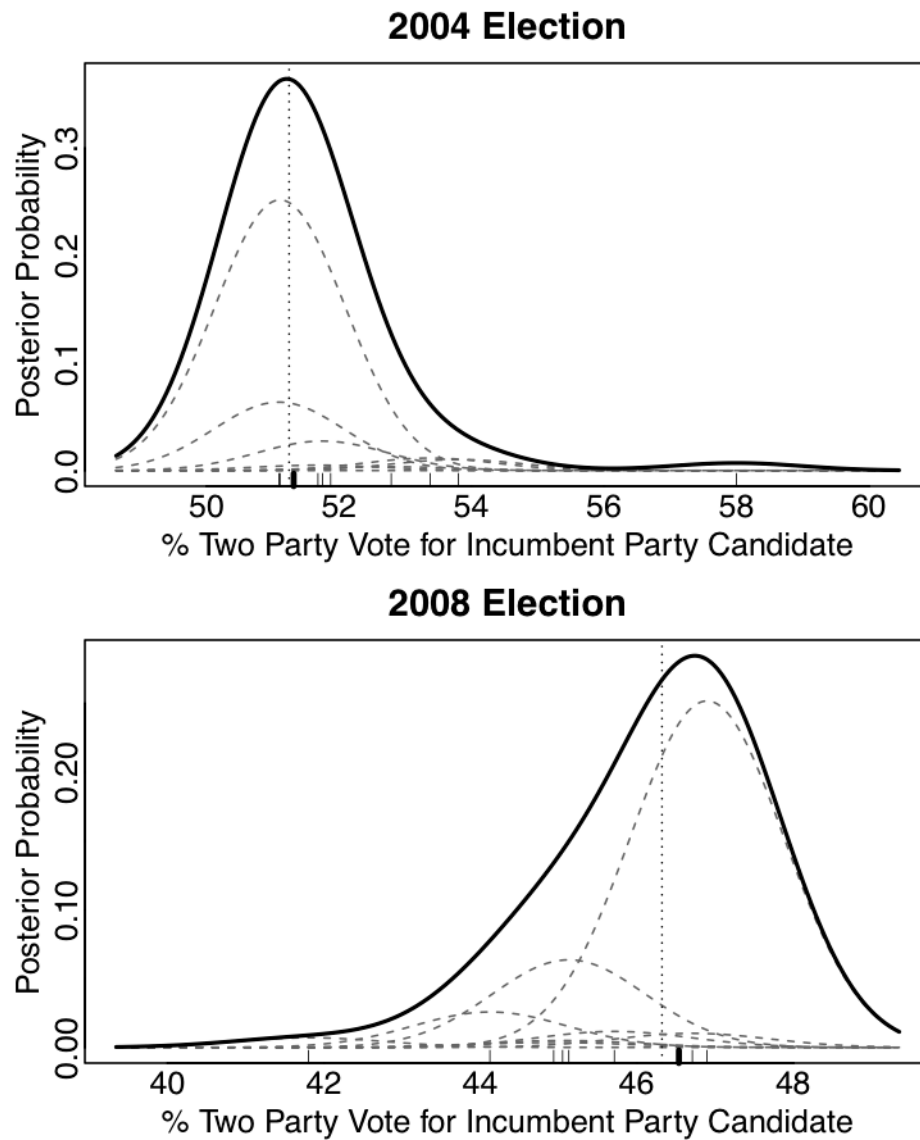 2004 Election
Posterior Probability
0.0 0.1 0.2 0.3
50 52 54 56 58 60
% Two Party Vote for Incumbent Party Candidate
2008 Election
Posterior Probability
0.00 0.10 0.20
40 42 44 46 48
% Two Party Vote for Incumbent Party Candidate